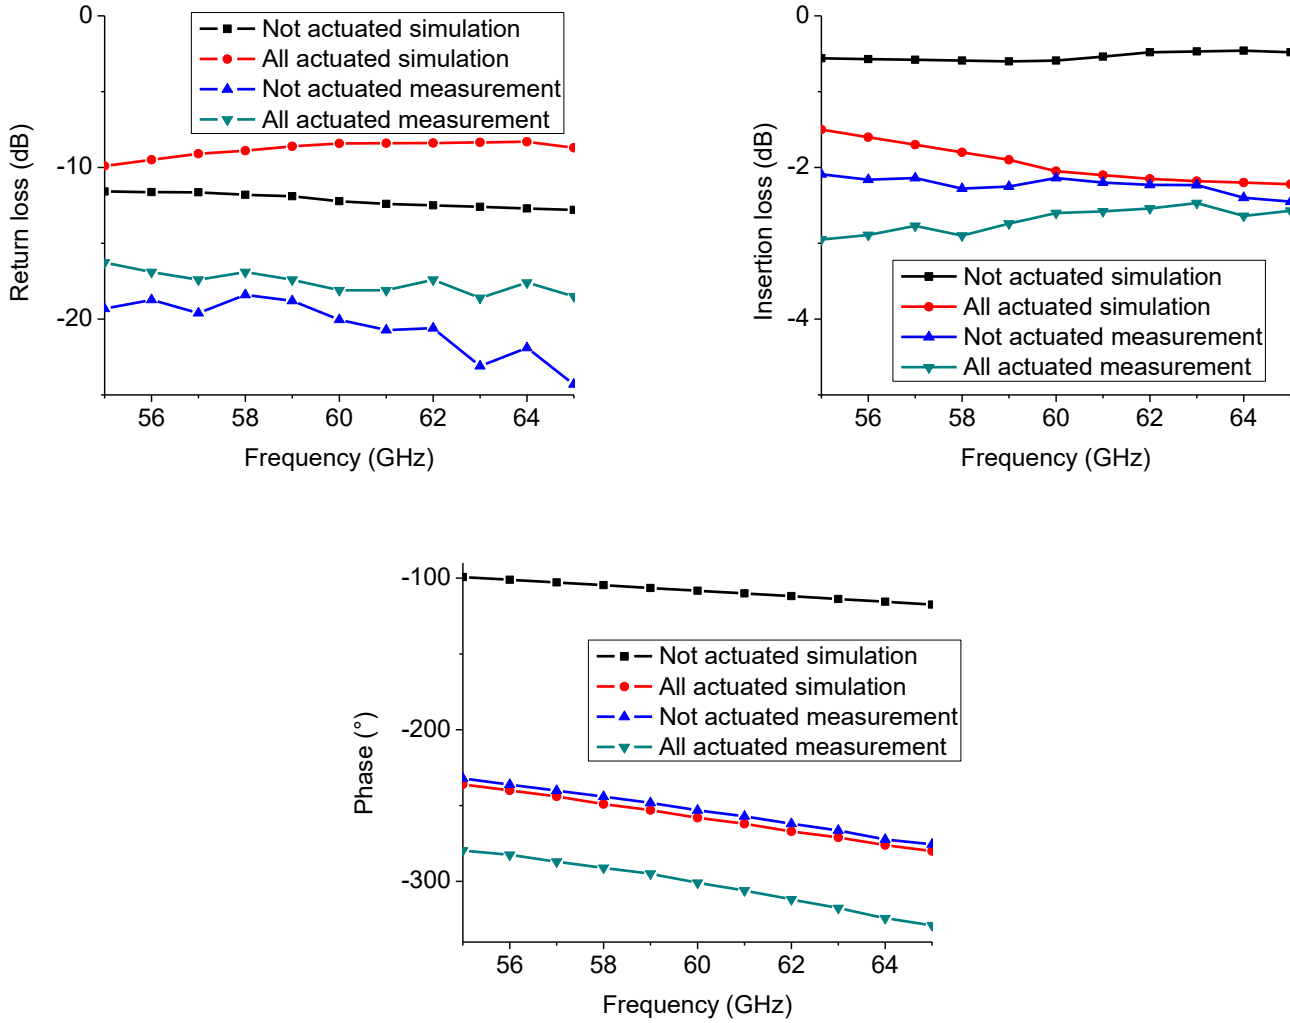 0
-10
-20
Return loss (dB)
Not actuated simulation
All actuated simulation
Not actuated measurement
All actuated measurement
56 58 60 62 64
Frequency (GHz)
0
-2
-4
Insertion loss (dB)
Not actuated simulation
All actuated simulation
Not actuated measurement
All actuated measurement
56 58 60 62 64
Frequency (GHz)
-100
-200
-300
Phase (°)
Not actuated simulation
All actuated simulation
Not actuated measurement
All actuated measurement
56 58 60 62 64
Frequency (GHz)